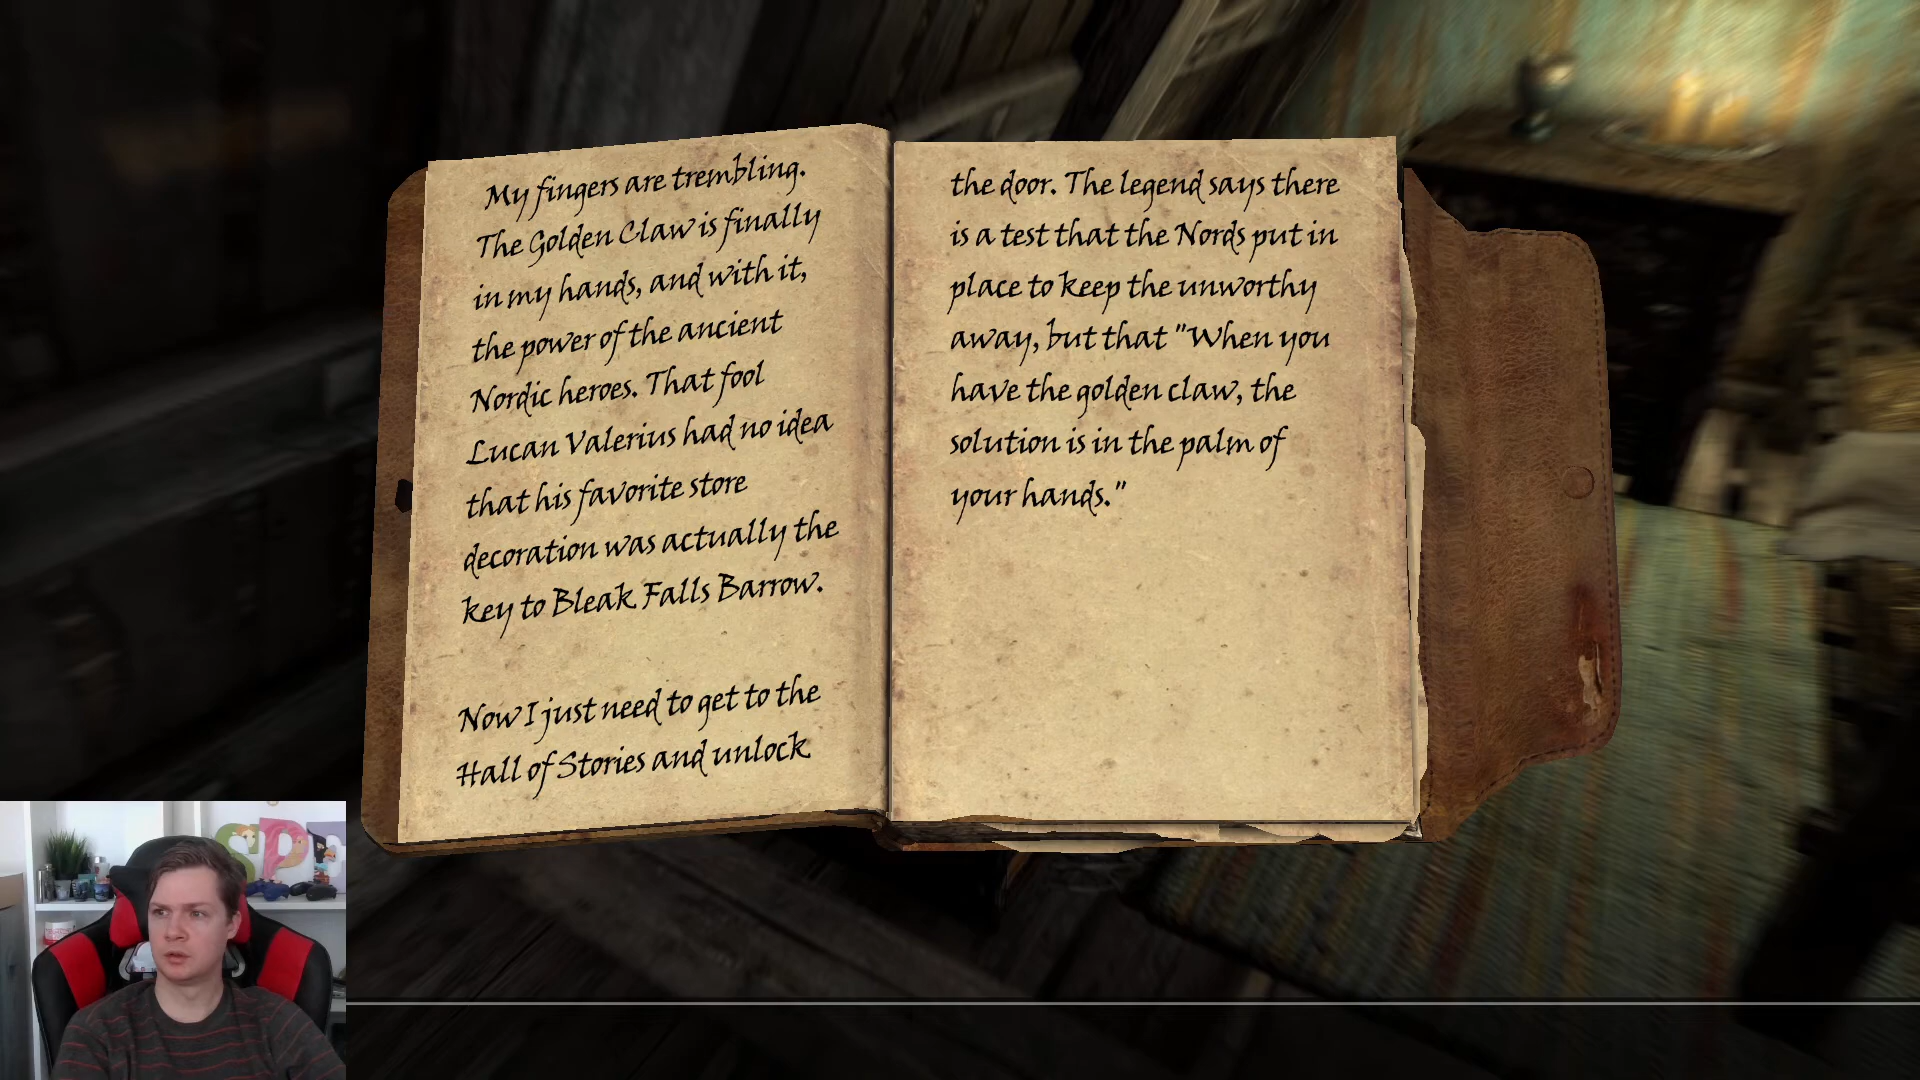 My fingers are trembling.
The Golden Claw is finally
in my hands, and with it,
the power of the ancient
Nordic heroes. That fool
Lucan Valerius had no idea
that his favorite store
decoration was actually the
key to Bleak Falls Barrow.
Now I just need to get to the
Hall of Stories and unlock
the door. The legend says there
is a test that the Nords put in
place to keep the unworthy
away, but that "When you
have the golden claw, the
solution is in the palm of
your hands."